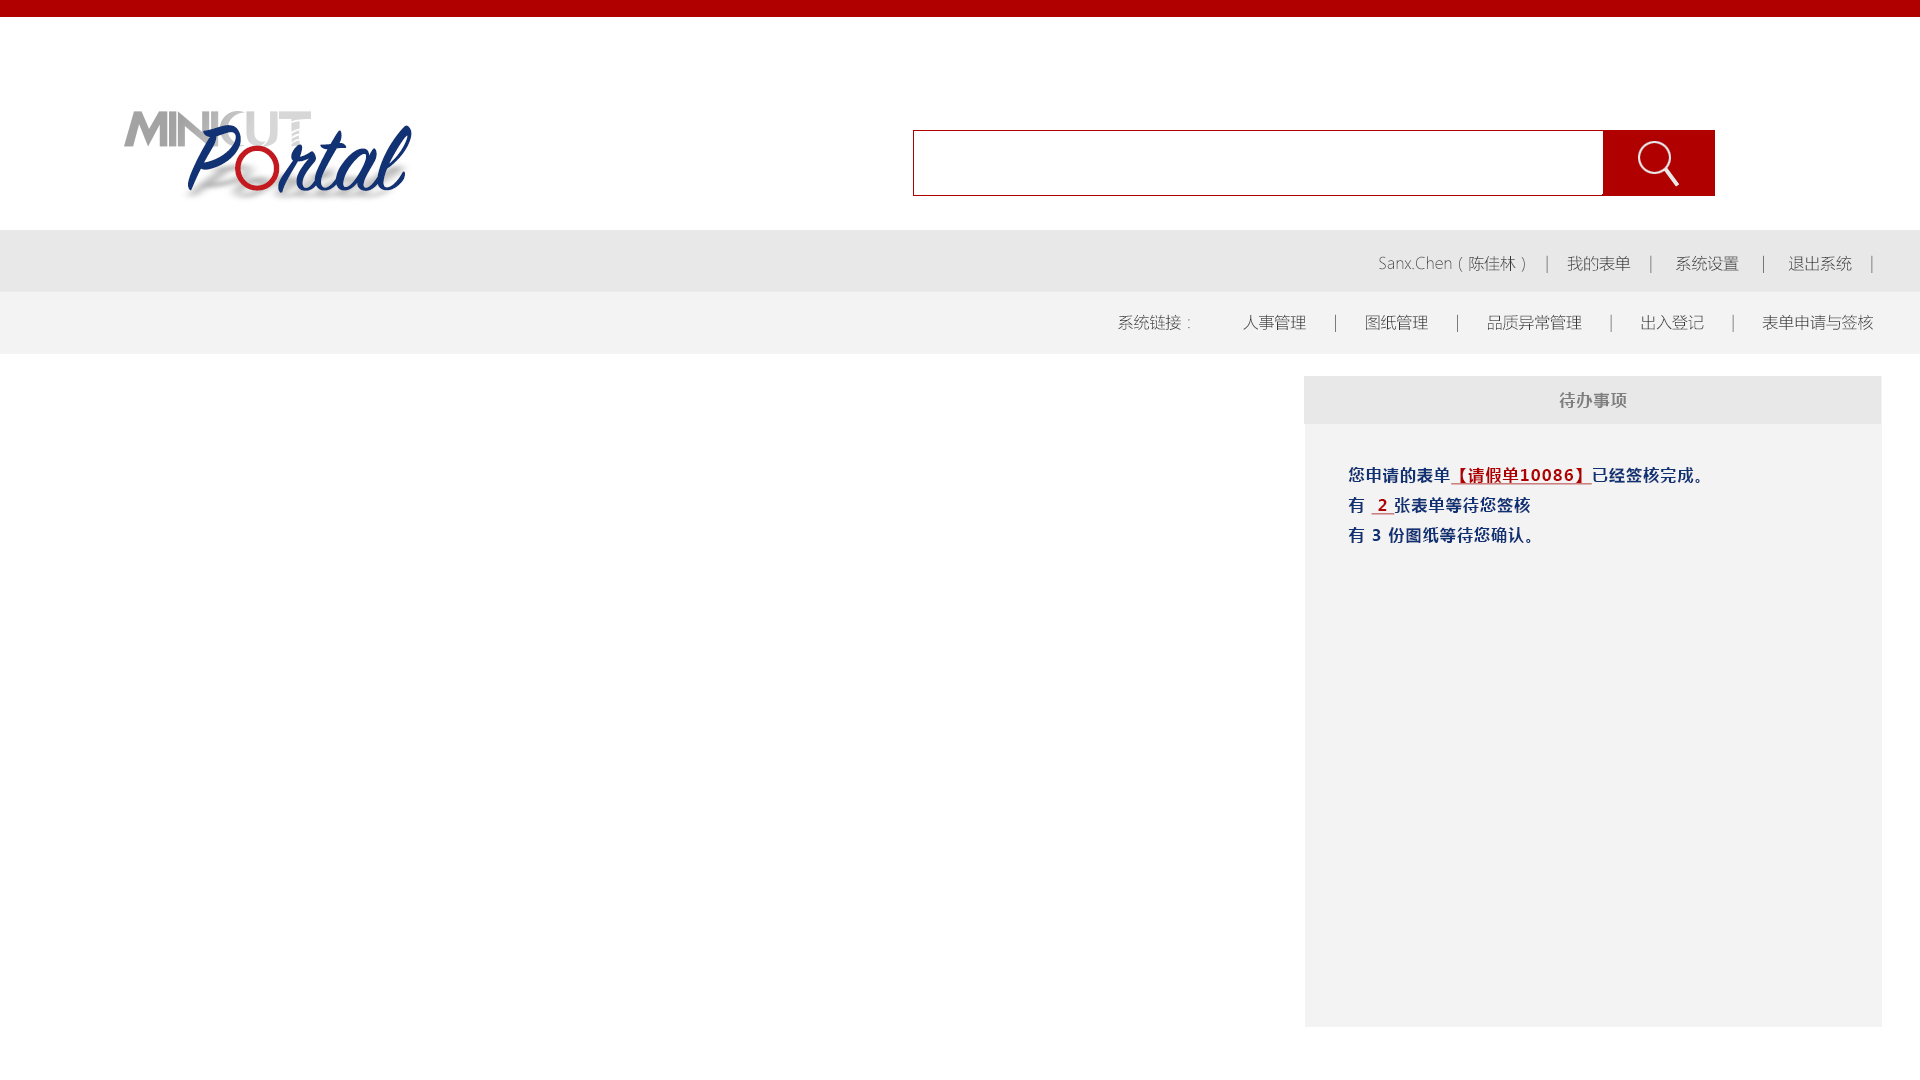 MINICUT
Portal
Sanx.Chen（陈佳林） | 我的表单 | 系统设置 | 退出系统 |
系统链接： 人事管理 | 图纸管理 | 品质异常管理 | 出入登记 | 表单申请与签核
待办事项
您申请的表单【请假单10086】已经签核完成。
有 2 张表单等待您签核
有 3 份图纸等待您确认。